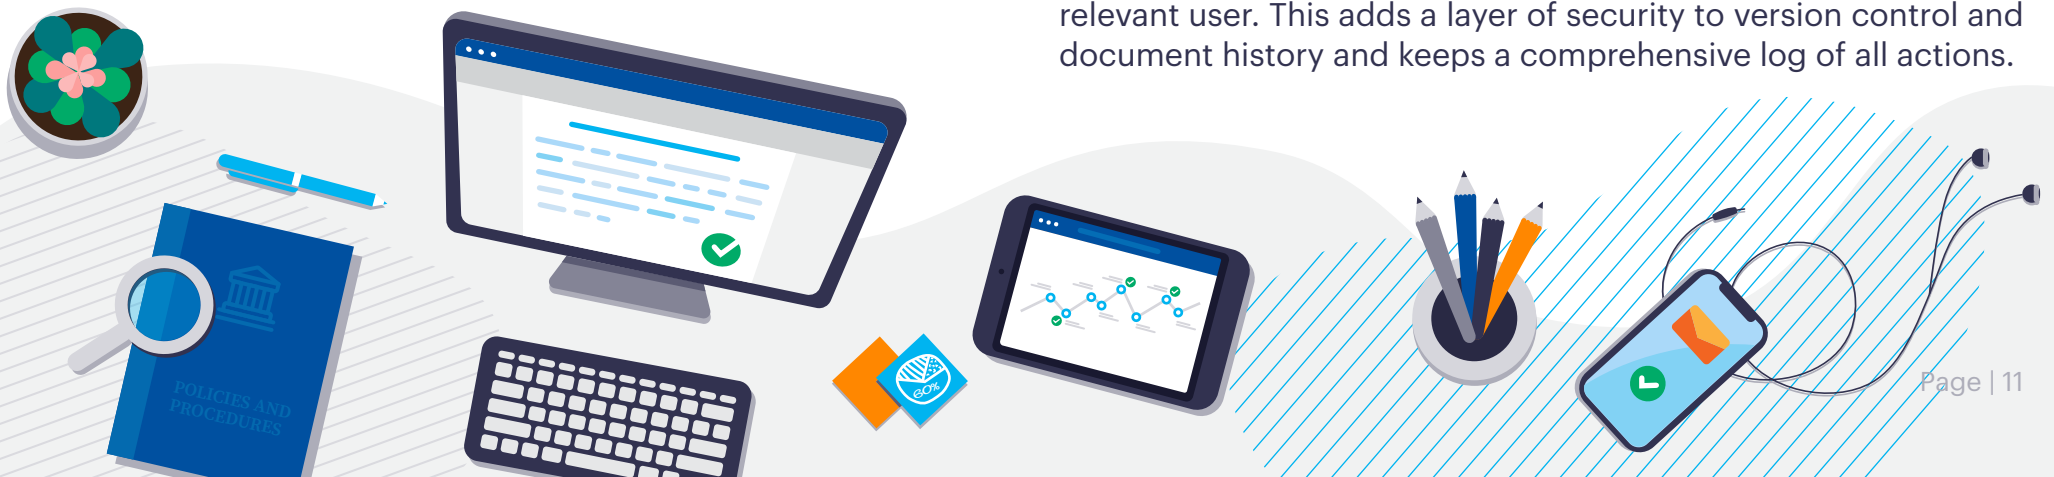 relevant user. This adds a layer of security to version control and
document history and keeps a comprehensive log of all actions.
POLICIES AND
PROCEDURES
60%
Page | 11